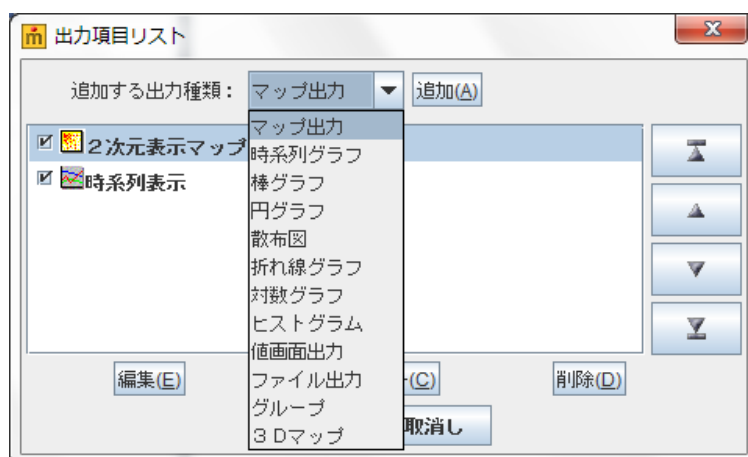 出力項目リスト
追加する出力種類： マップ出力 追加(A)
２次元表示マップ
時系列表示
マップ出力
時系列グラフ
棒グラフ
円グラフ
散布図
折れ線グラフ
対数グラフ
ヒストグラム
値画面出力
ファイル出力
グループ
３Ｄマップ
編集(E) (C) 削除(D)
取消し